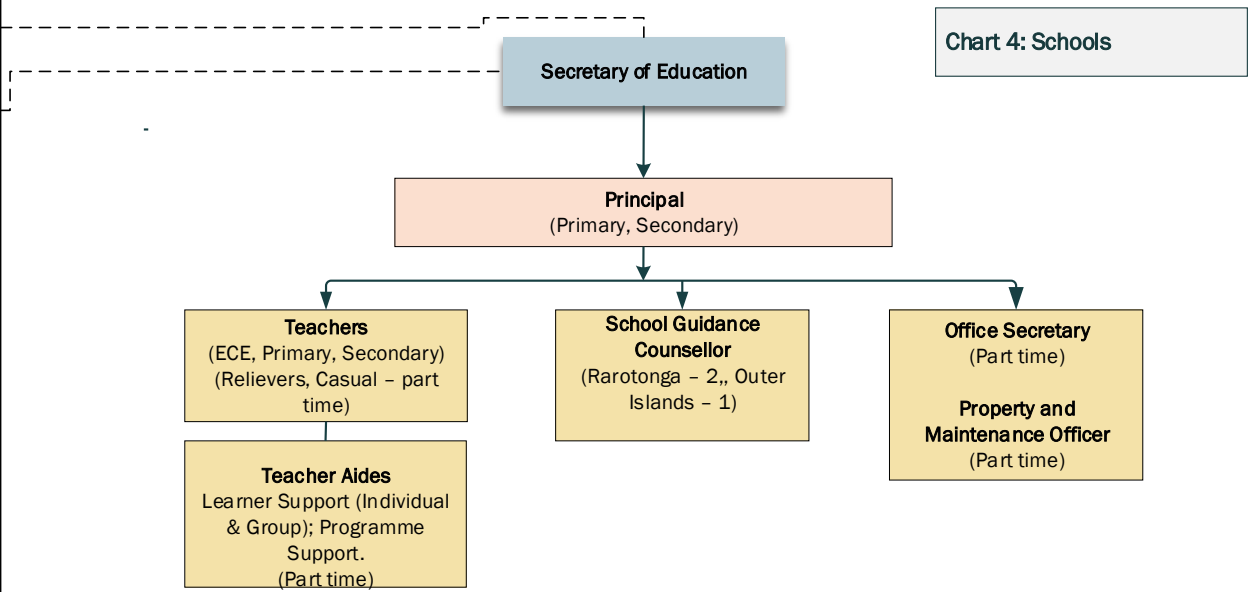 Chart 4: Schools
Secretary of Education
Principal
(Primary, Secondary)
Teachers
(ECE, Primary, Secondary)
(Relievers, Casual – part
time)
School Guidance
Counsellor
(Rarotonga – 2,, Outer
Islands – 1)
Office Secretary
(Part time)
Property and
Maintenance Officer
(Part time)
Teacher Aides
Learner Support (Individual
& Group); Programme
Support.
(Part time)